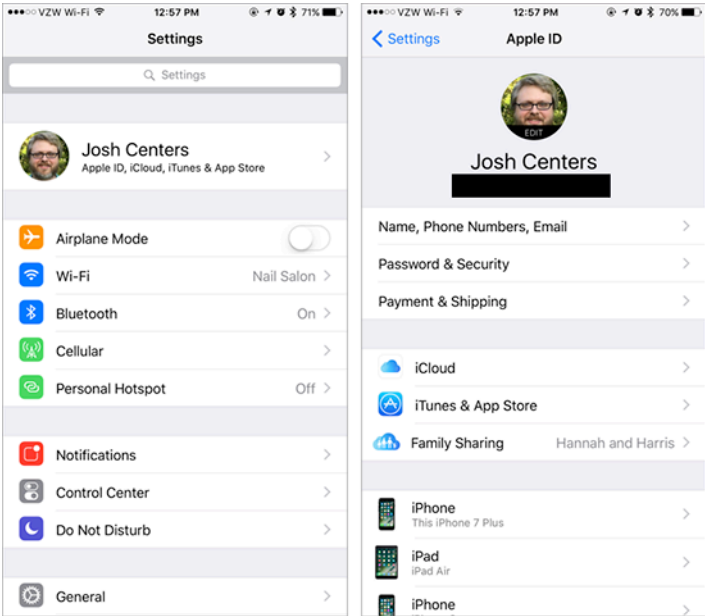 VZW Wi-Fi 12:57 PM 71%
Settings
Settings
Josh Centers
Apple ID, iCloud, iTunes & App Store
Airplane Mode
Wi-Fi Nail Salon
Bluetooth On
Cellular
Personal Hotspot Off
Notifications
Control Center
Do Not Disturb
General
VZW Wi-Fi 12:57 PM 70%
Settings Apple ID
EDIT
Josh Centers
Name, Phone Numbers, Email
Password & Security
Payment & Shipping
iCloud
iTunes & App Store
Family Sharing Hannah and Harris
iPhone
This iPhone 7 Plus
iPad
iPad Air
iPhone